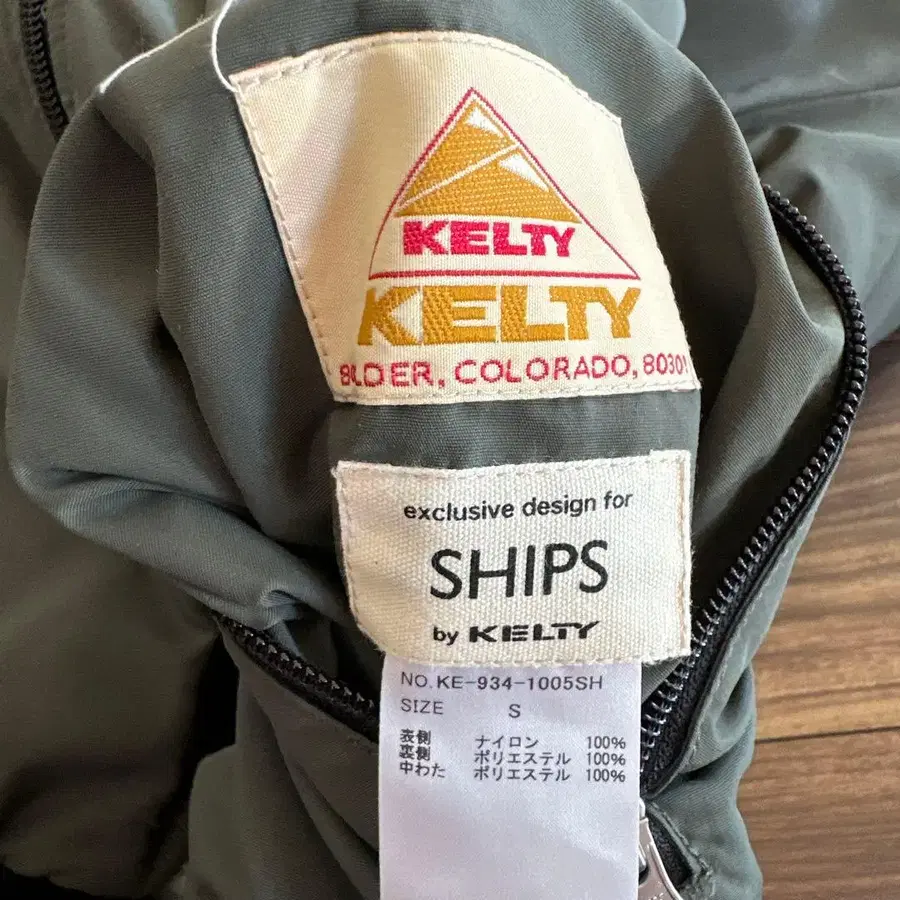 KELTY
KELTY
COLORADO, 80301
exclusive design for
SHIPS
by KELTY
NO. KE-934-1005SH
SIZE S
表側 ナイロン 100%
裏側 ポリエステル 100%
中わた ポリエステル 100%